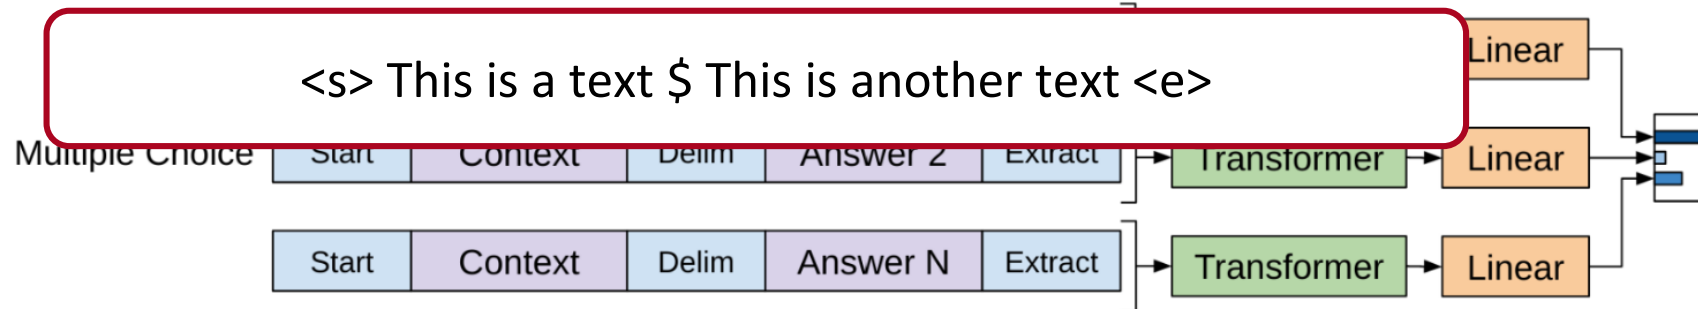 <s> This is a text $ This is another text <e>
Linear
Multiple Choice Start Context Delim Answer 2 Extract Transformer Linear
Start Context Delim Answer N Extract Transformer Linear